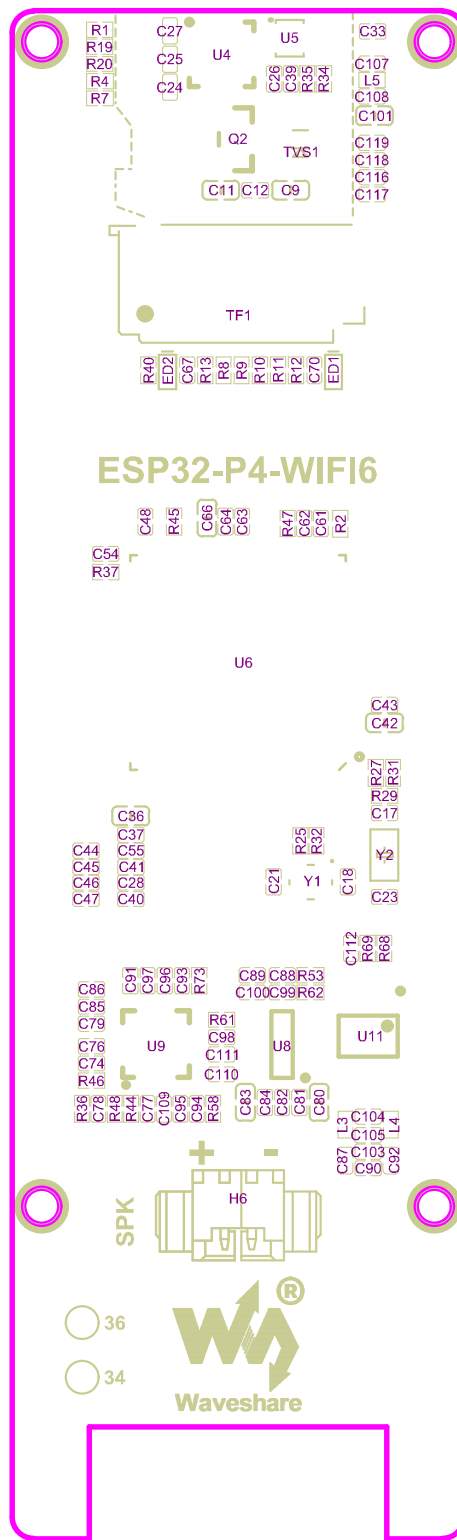 R1 C27 U5 C33
R19 U4
R20 C25 C107
R4 C26 C39 R35 R34 L5
R7 C24 C108
C101
Q2 TVS1 C119
C118
C116
C11 C12 C9 C117
TF1
R40 ED2 C67 R13 R8 R9 R10 R11 R12 C70 ED1
ESP32-P4-WIFI6
C48 R45 C66 C64 C63 R47 C62 C61 R2
C54
R37
U6
C43
C42
R27 R31
R29
C36 C17
C37 R25 R32
C44 C55 Y2
C45 C41
C46 C28 C21 Y1 C18
C47 C40 C23
C112 R69 R68
C91 C97 C96 C93 R73 C89 C88 R53
C86 C100 C99 R62
C85
C79 R61
C98 U11
C76 U9 U8
C74 C111
R46 C110
R36 C78 R48 R44 C77 C109 C95 C94 R58 C83 C84 C82 C81 C80
L3 C104 L4
C105
C87 C103 C92
C90
+ -
SPK H6
36
34
®
Waveshare